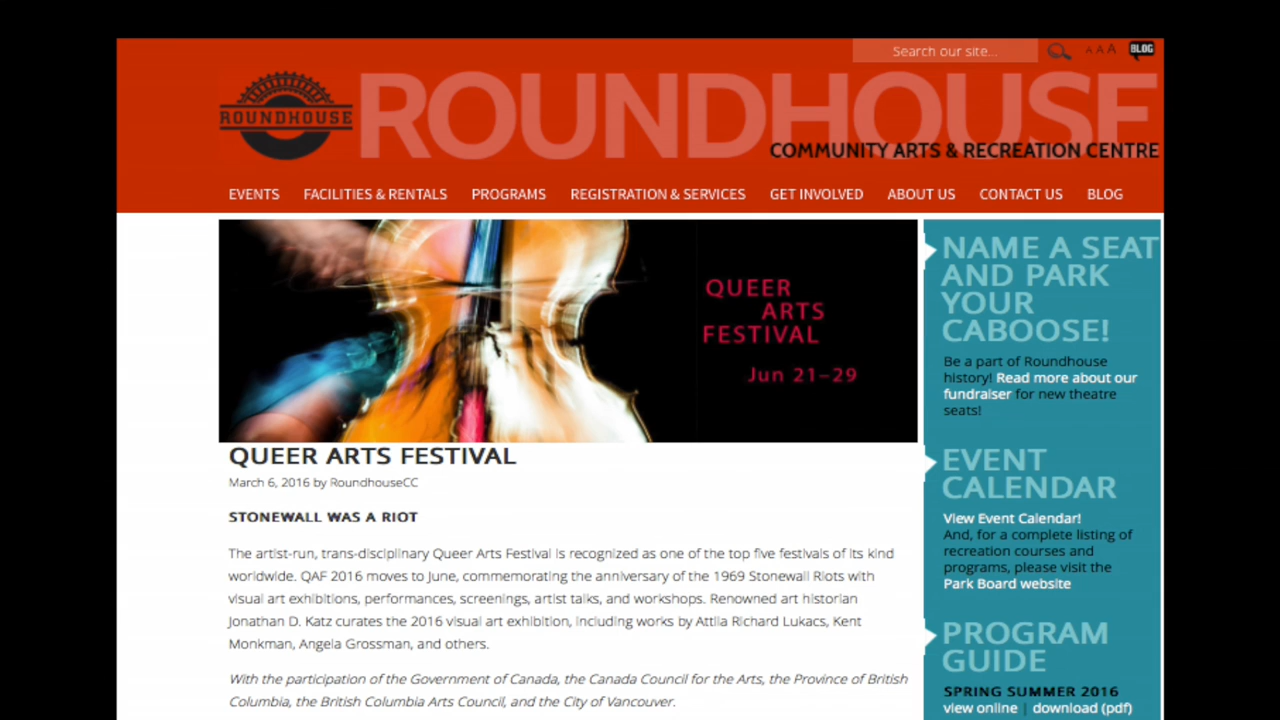 Search our site...
A A A
BLOG
ROUNDHOUSE
ROUNDHOUSE
COMMUNITY ARTS & RECREATION CENTRE
EVENTS FACILITIES & RENTALS PROGRAMS REGISTRATION & SERVICES GET INVOLVED ABOUT US CONTACT US BLOG
QUEER
ARTS
FESTIVAL
Jun 21–29
QUEER ARTS FESTIVAL
March 6, 2016 by RoundhouseCC
STONEWALL WAS A RIOT
The artist-run, trans-disciplinary Queer Arts Festival is recognized as one of the top five festivals of its kind
worldwide. QAF 2016 moves to June, commemorating the anniversary of the 1969 Stonewall Riots with
visual art exhibitions, performances, screenings, artist talks, and workshops. Renowned art historian
Jonathan D. Katz curates the 2016 visual art exhibition, including works by Attila Richard Lukacs, Kent
Monkman, Angela Grossman, and others.
With the participation of the Government of Canada, the Canada Council for the Arts, the Province of British
Columbia, the British Columbia Arts Council, and the City of Vancouver.
NAME A SEAT
AND PARK
YOUR
CABOOSE!
Be a part of Roundhouse
history! Read more about our
fundraiser for new theatre
seats!
EVENT
CALENDAR
View Event Calendar!
And, for a complete listing of
recreation courses and
programs, please visit the
Park Board website
PROGRAM
GUIDE
SPRING SUMMER 2016
view online | download (pdf)